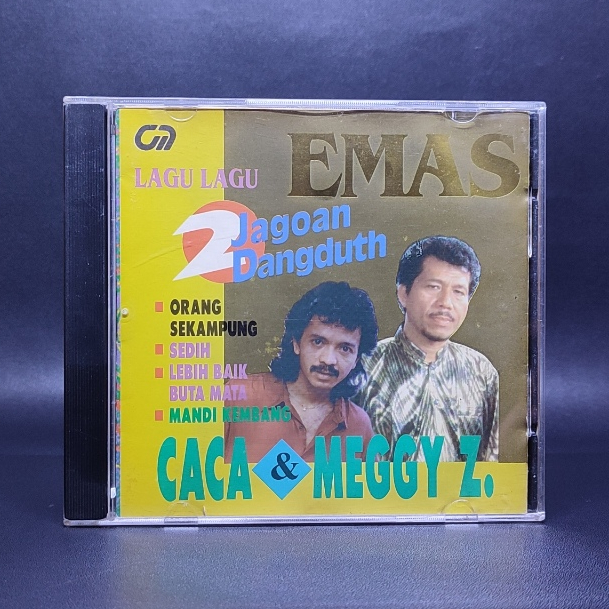 EMAS
LAGU LAGU
2 Jagoan
Dangduth
ORANG
SEKAMPUNG
SEDIH
LEBIH BAIK
BUTA MATA
MANDI KEMBANG
CACA & MEGGY Z.